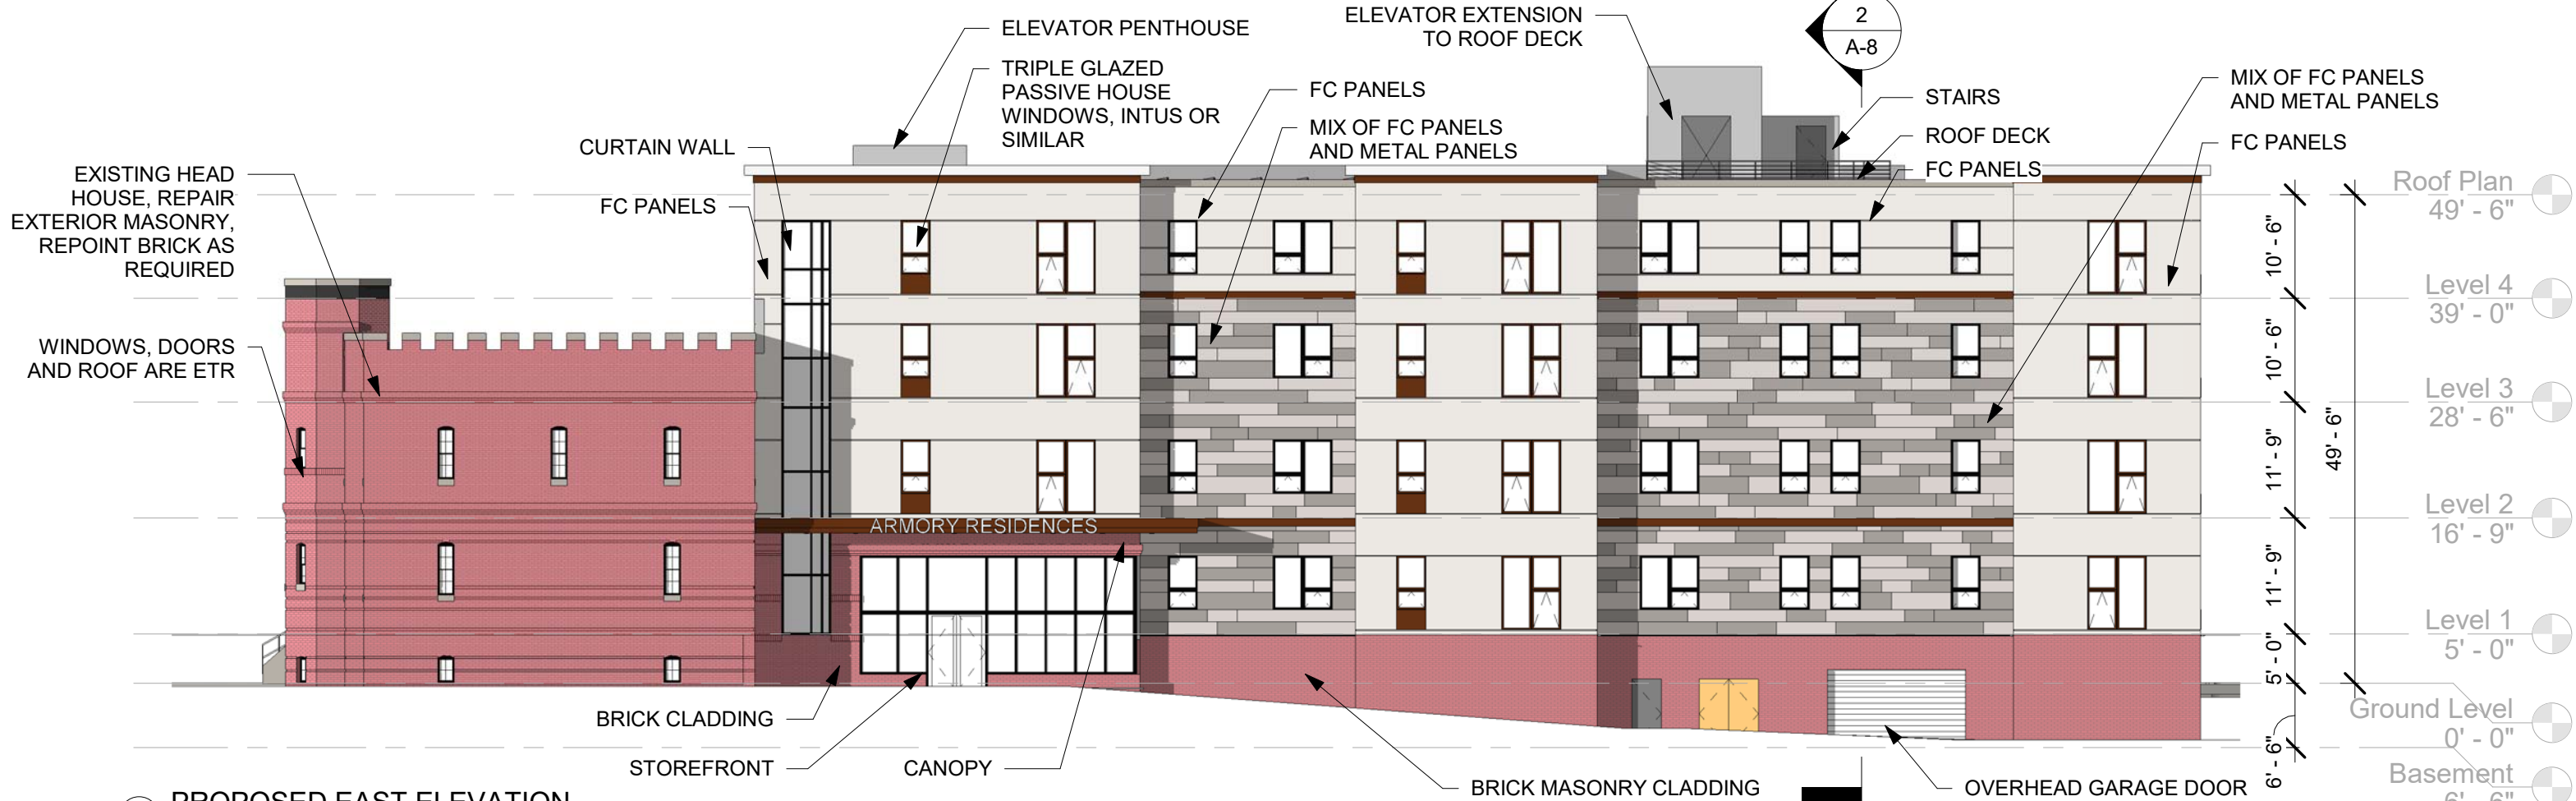 ELEVATOR PENTHOUSE
TRIPLE GLAZED
PASSIVE HOUSE
WINDOWS, INTUS OR
SIMILAR
ELEVATOR EXTENSION
TO ROOF DECK
2
A-8
FC PANELS
MIX OF FC PANELS
AND METAL PANELS
STAIRS
ROOF DECK
FC PANELS
MIX OF FC PANELS
AND METAL PANELS
FC PANELS
CURTAIN WALL
FC PANELS
EXISTING HEAD
HOUSE, REPAIR
EXTERIOR MASONRY,
REPOINT BRICK AS
REQUIRED
WINDOWS, DOORS
AND ROOF ARE ETR
ARMORY RESIDENCES
BRICK CLADDING
STOREFRONT
CANOPY
BRICK MASONRY CLADDING
OVERHEAD GARAGE DOOR
10' - 6"
10' - 6"
11' - 9"
11' - 9"
5' - 0"
6' - 6"
49' - 6"
Roof Plan
49' - 6"
Level 4
39' - 0"
Level 3
28' - 6"
Level 2
16' - 9"
Level 1
5' - 0"
Ground Level
0' - 0"
Basement
6' - 6"
PROPOSED EAST ELEVATION